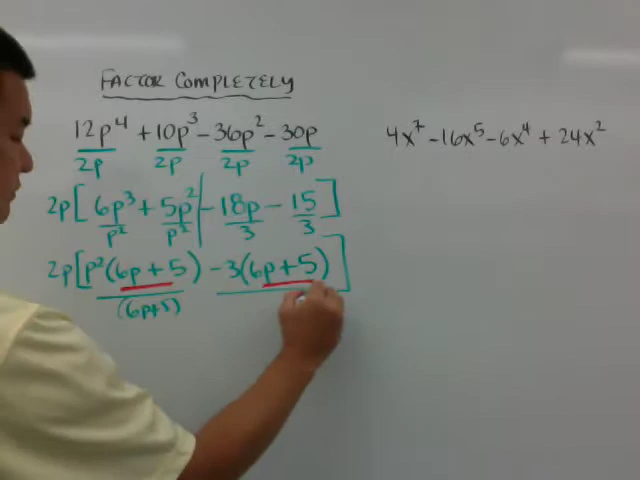 FACTOR COMPLETELY
12p⁴ + 10p³ - 36p² - 30p
2p 2p 2p 2p
2p[6p³ + 5p² - 18p - 15]
p² p² 3 3
2p[p²(6p + 5) - 3(6p + 5)]
(6p+5)
4x⁷ - 16x⁵ - 6x⁴ + 24x²